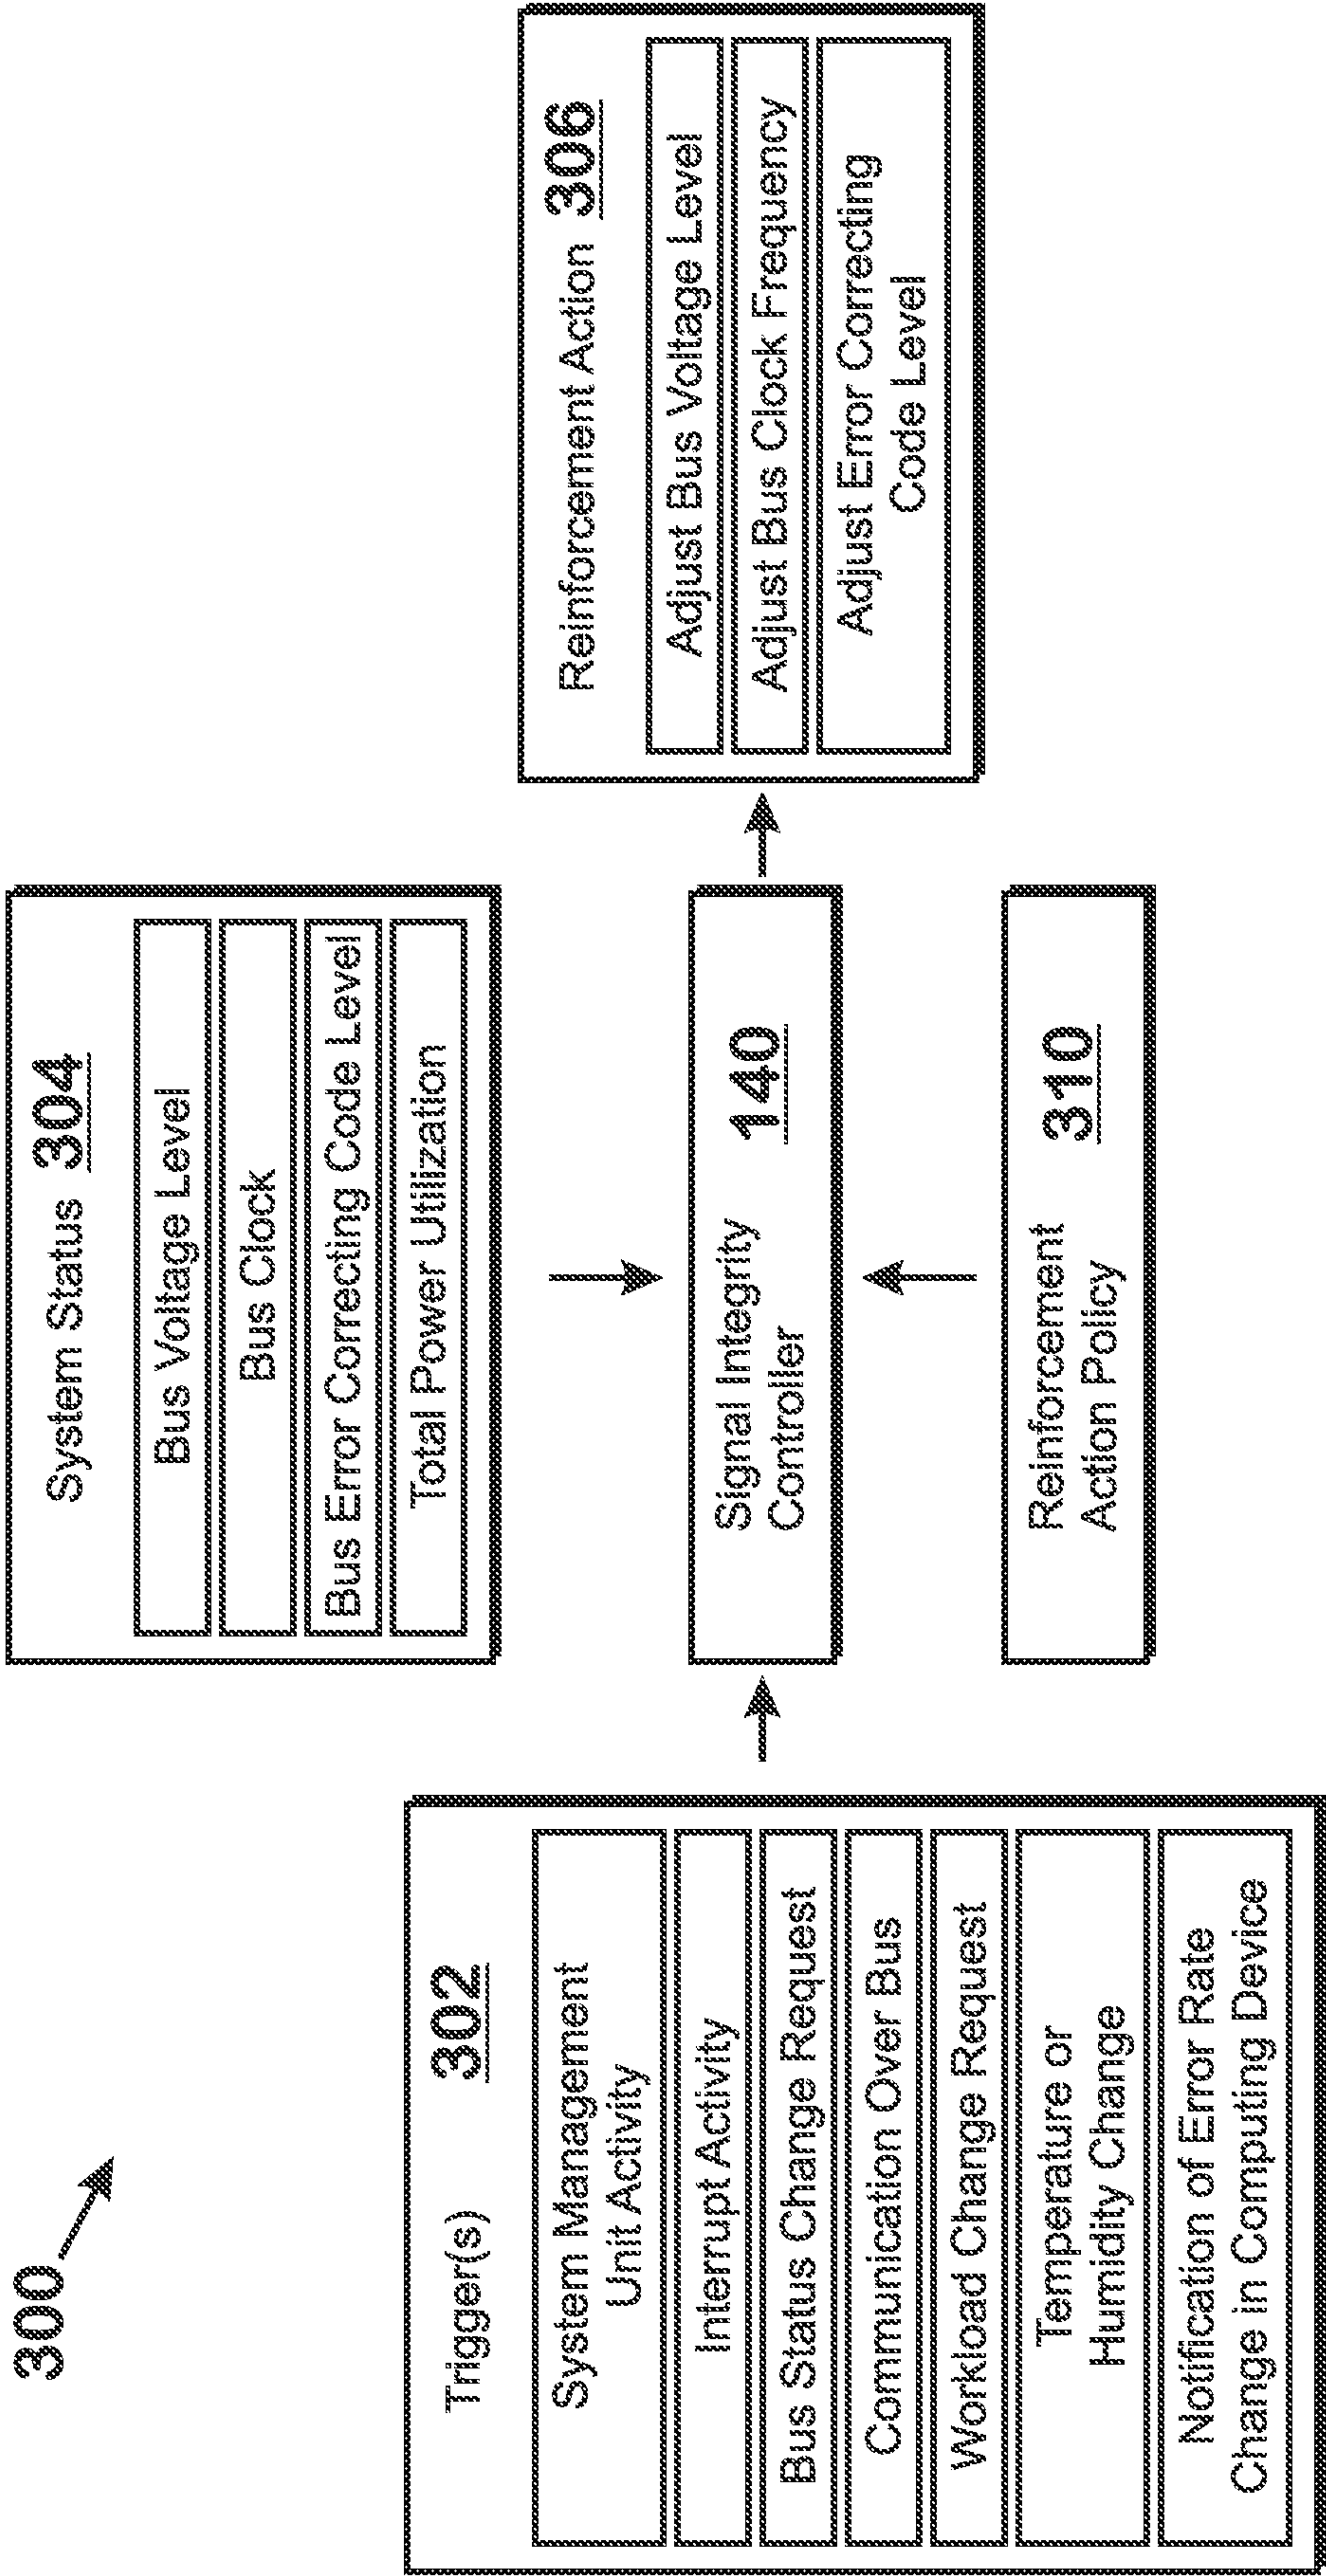 300
Trigger(s) 302
System Management
Unit Activity
Interrupt Activity
Bus Status Change Request
Communication Over Bus
Workload Change Request
Temperature or
Humidity Change
Notification of Error Rate
Change in Computing Device
System Status 304
Bus Voltage Level
Bus Clock
Bus Error Correcting Code Level
Total Power Utilization
Signal Integrity
Controller
140
Reinforcement
Action Policy
310
Reinforcement Action 306
Adjust Bus Voltage Level
Adjust Bus Clock Frequency
Adjust Error Correcting
Code Level